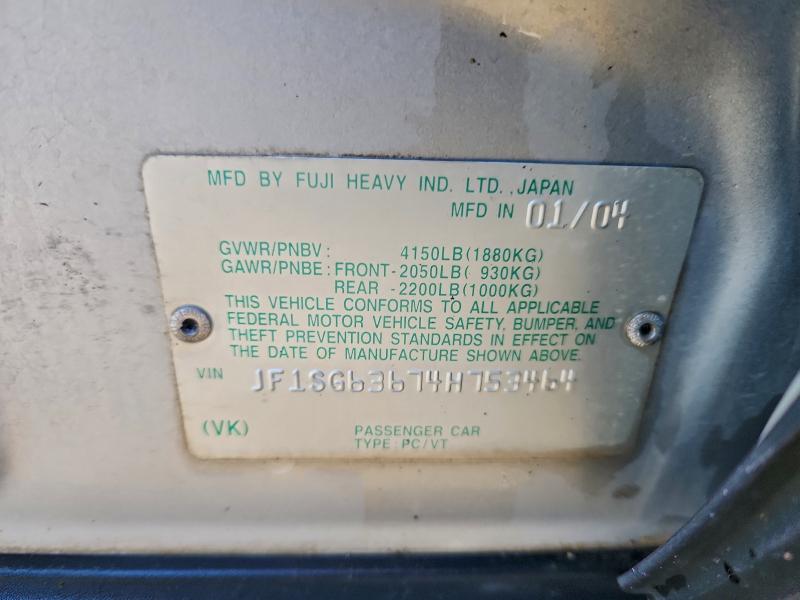 MFD BY FUJI HEAVY IND. LTD. , JAPAN
MFD IN 01/04
GVWR/PNBV : 4150LB(1880KG)
GAWR/PNBE : FRONT-2050LB( 930KG)
REAR -2200LB(1000KG)
THIS VEHICLE CONFORMS TO ALL APPLICABLE
FEDERAL MOTOR VEHICLE SAFETY, BUMPER, AND
THEFT PREVENTION STANDARDS IN EFFECT ON
THE DATE OF MANUFACTURE SHOWN ABOVE.
VIN JF1SG63674H753464
(VK) PASSENGER CAR
TYPE : PC/VT